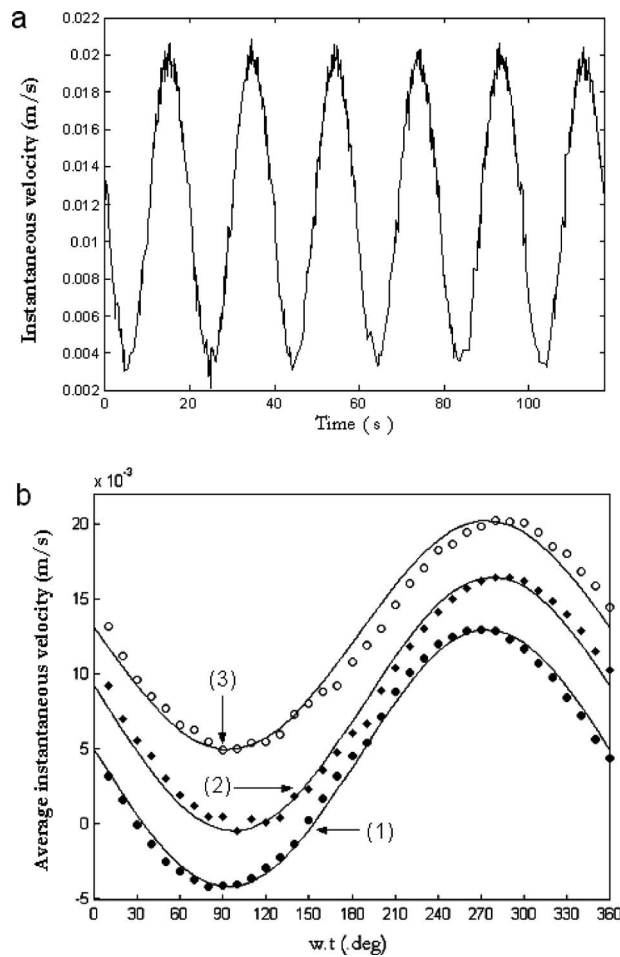 a
0.022
0.02
0.018
0.016
0.014
0.012
0.01
0.008
0.006
0.004
0.002
Instantaneous velocity (m/s)
0 20 40 60 80 100
Time ( s )
b
x 10⁻³
20
15
10
5
0
-5
Average instantaneous velocity (m/s)
(3)
(2)
(1)
0 30 60 90 120 150 180 210 240 270 300 330 360
w.t (.deg)